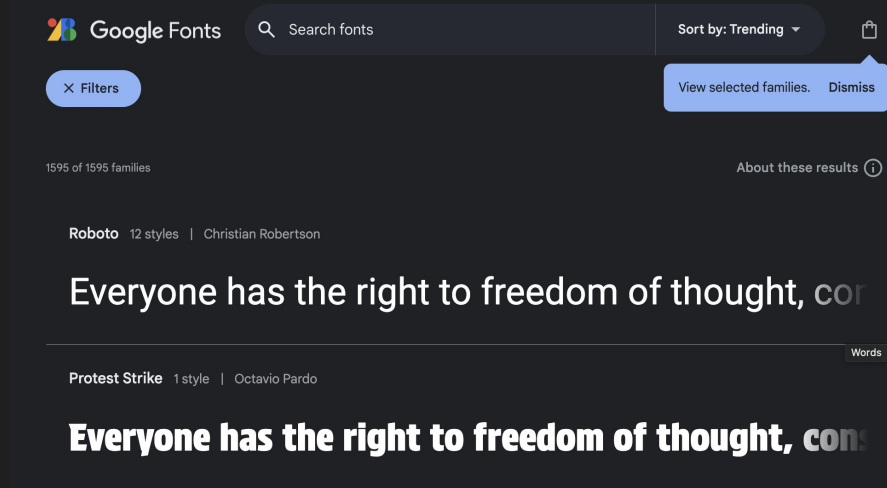 Google Fonts
Search fonts
Sort by: Trending
Filters
View selected families. Dismiss
1595 of 1595 families
About these results
Roboto 12 styles | Christian Robertson
Everyone has the right to freedom of thought, con
Words
Protest Strike 1 style | Octavio Pardo
Everyone has the right to freedom of thought, cons